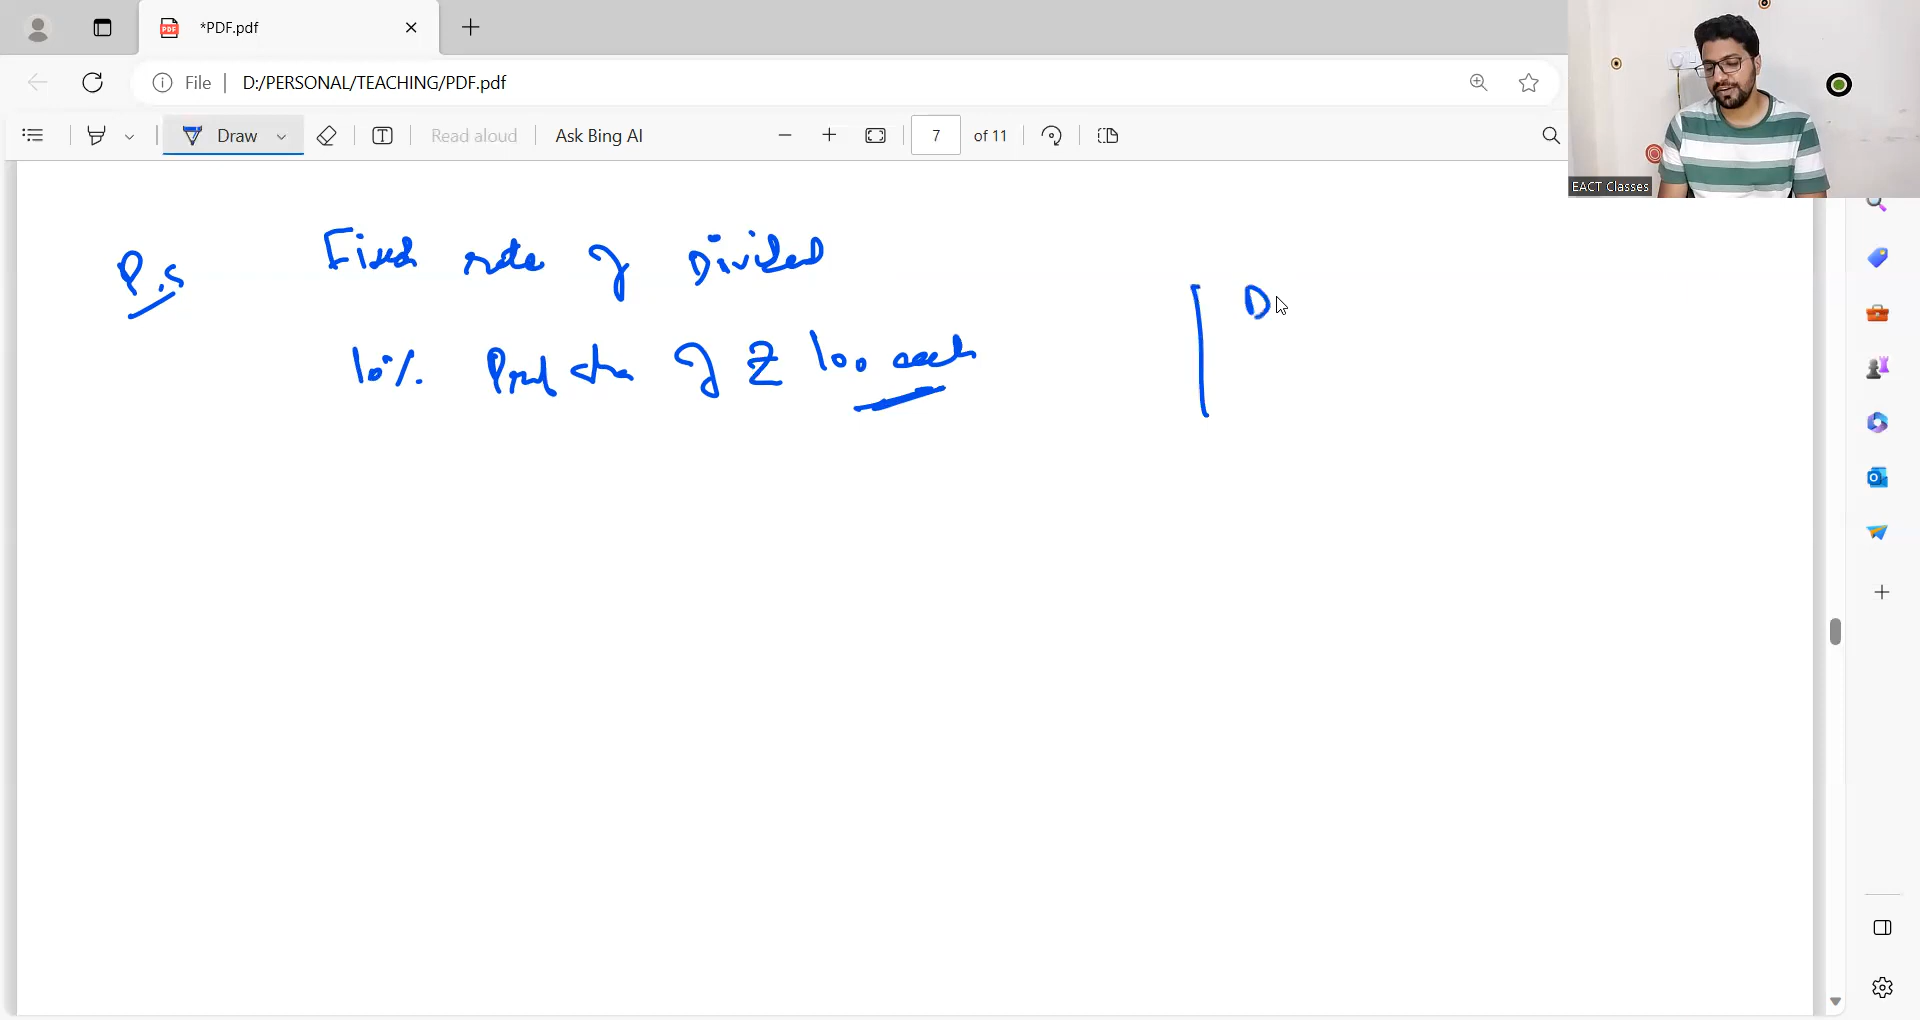 *PDF.pdf
File | D:/PERSONAL/TEACHING/PDF.pdf
Draw
Read aloud
Ask Bing AI
7 of 11
EACT Classes
P.S
Fixed rate of Divided
10% Pref share of ₹ 100 each
D